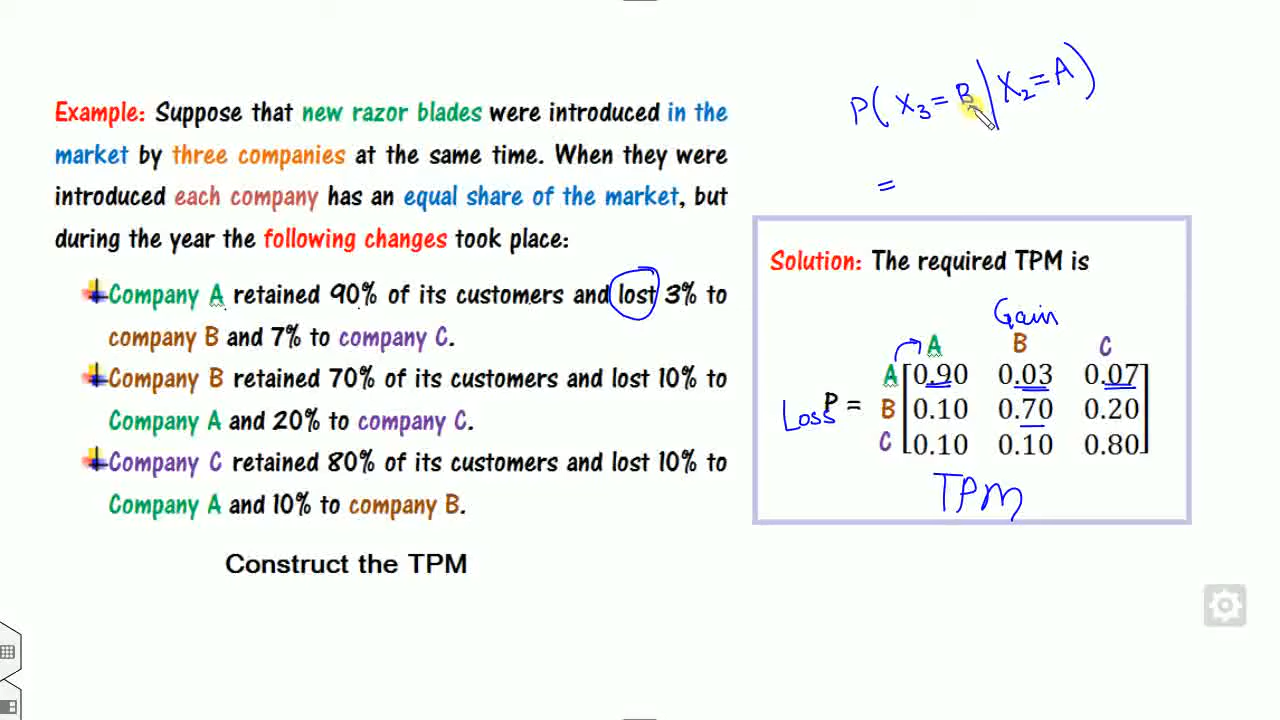 P( X3 = B / X2 = A )
=
Example: Suppose that new razor blades were introduced in the
market by three companies at the same time. When they were
introduced each company has an equal share of the market, but
during the year the following changes took place:
Company A retained 90% of its customers and lost 3% to
company B and 7% to company C.
Company B retained 70% of its customers and lost 10% to
Company A and 20% to company C.
Company C retained 80% of its customers and lost 10% to
Company A and 10% to company B.
Construct the TPM
Solution: The required TPM is
Gain
A B C
A 0.90 0.03 0.07
Loss P = B 0.10 0.70 0.20
C 0.10 0.10 0.80
TPM